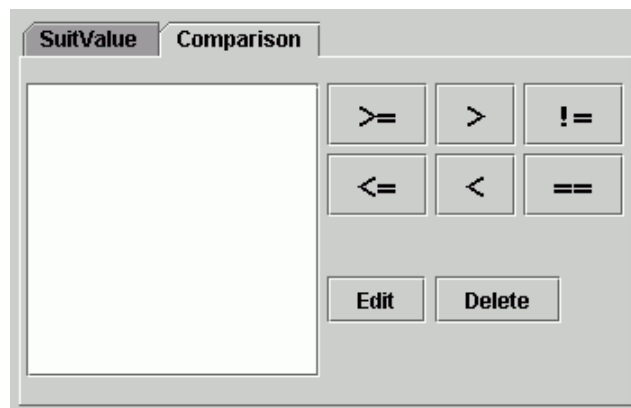 SuitValue Comparison
>= > !=
<= < ==
Edit Delete